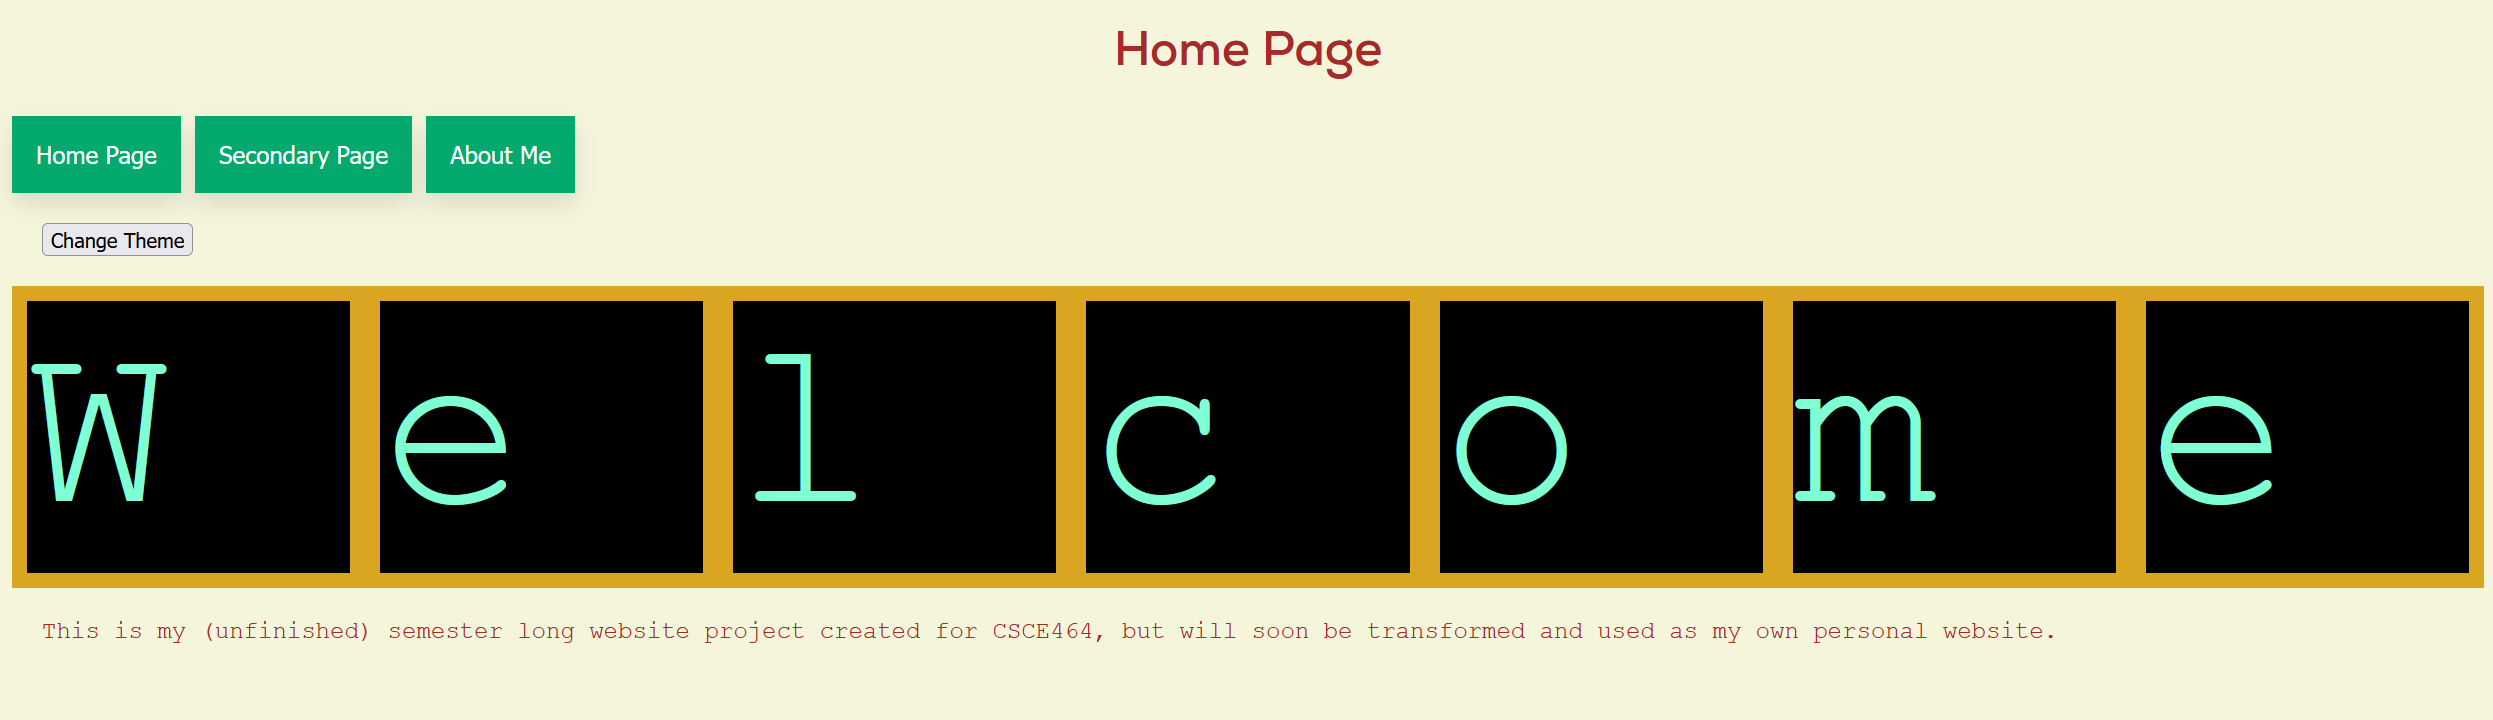 Home Page
Home Page Secondary Page About Me
Change Theme
W e l c o m e
This is my (unfinished) semester long website project created for CSCE464, but will soon be transformed and used as my own personal website.